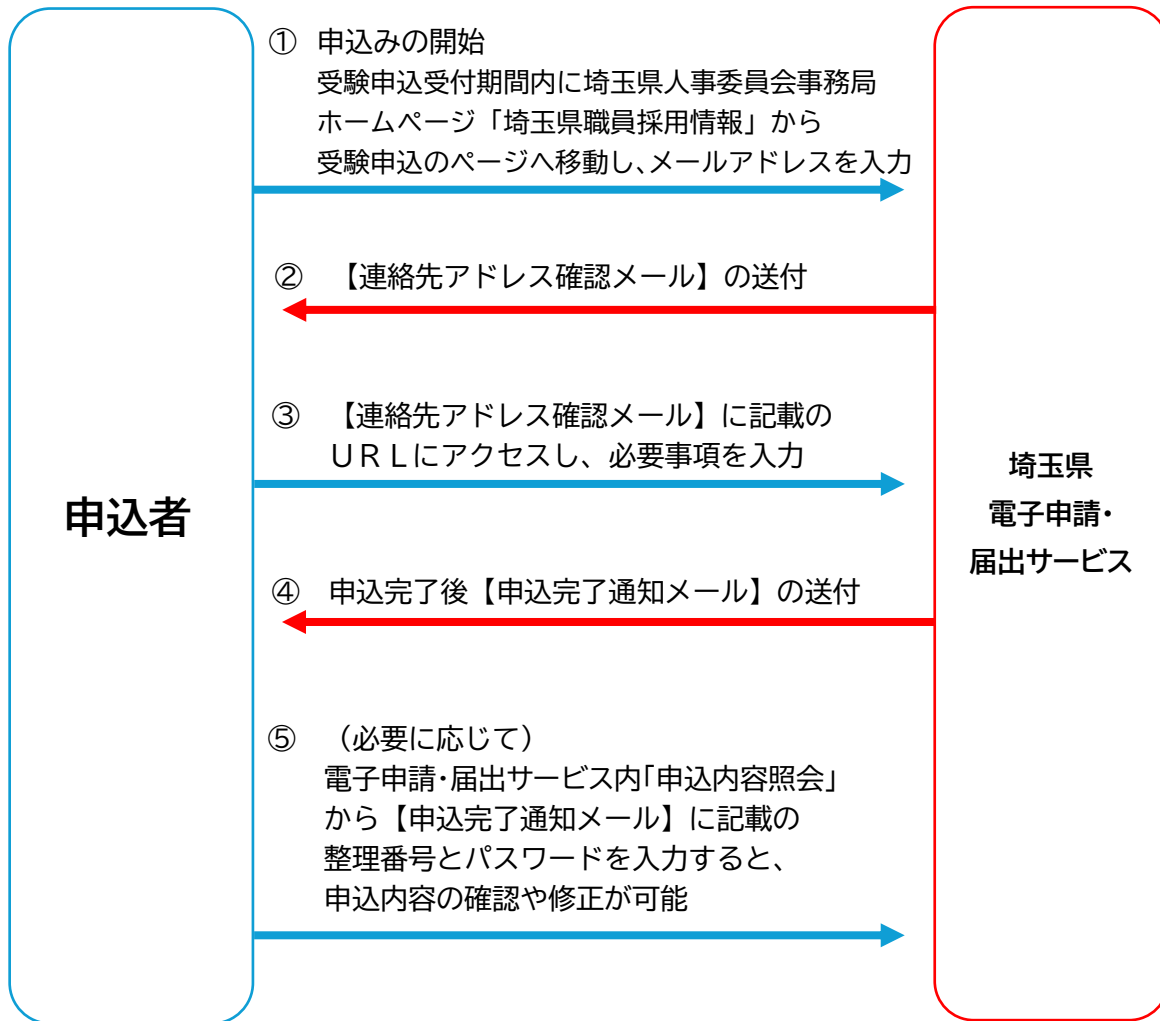 ① 申込みの開始
受験申込受付期間内に埼玉県人事委員会事務局
ホームページ「埼玉県職員採用情報」から
受験申込のページへ移動し、メールアドレスを入力
② 【連絡先アドレス確認メール】の送付
③ 【連絡先アドレス確認メール】に記載の
ＵＲＬにアクセスし、必要事項を入力
申込者
埼玉県
電子申請・
届出サービス
④ 申込完了後【申込完了通知メール】の送付
⑤ （必要に応じて）
電子申請・届出サービス内「申込内容照会」
から【申込完了通知メール】に記載の
整理番号とパスワードを入力すると、
申込内容の確認や修正が可能